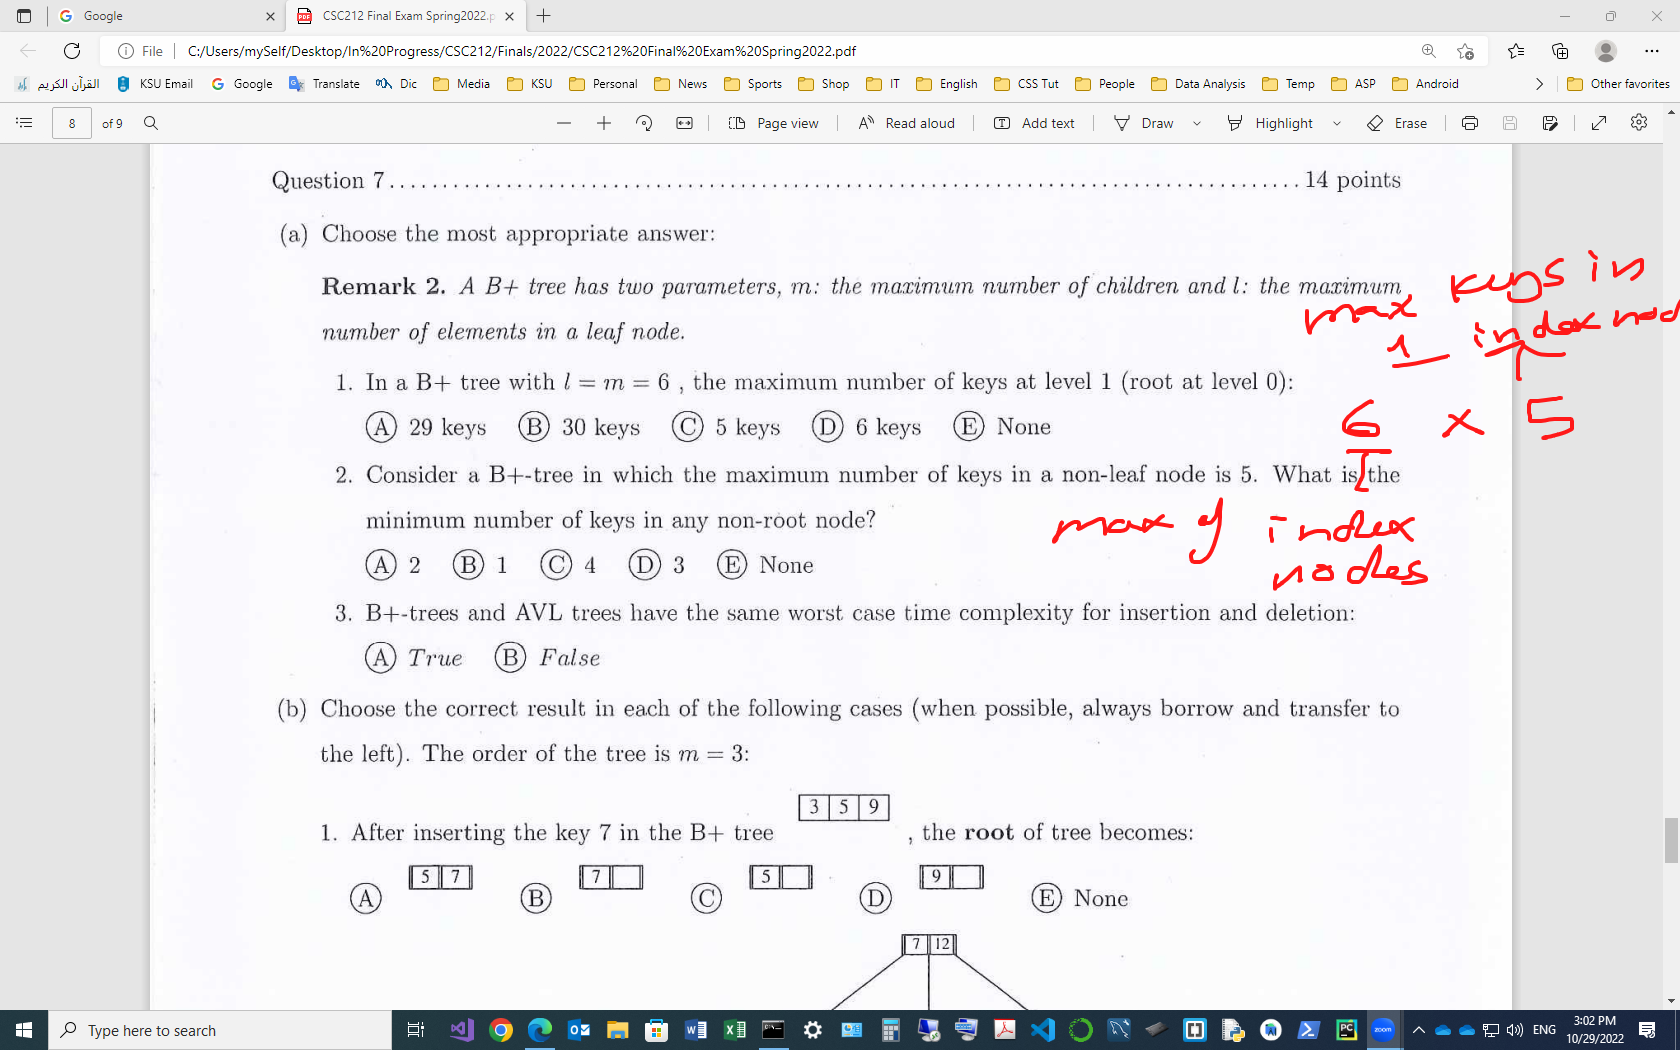 Google
CSC212 Final Exam Spring2022.p
File
C:/Users/mySelf/Desktop/In%20Progress/CSC212/Finals/2022/CSC212%20Final%20Exam%20Spring2022.pdf
القرآن الكريم KSU Email Google Translate Dic Media KSU Personal News Sports Shop IT English CSS Tut People Data Analysis Temp ASP Android Other favorites
8 of 9 Page view Read aloud Add text Draw Highlight Erase
Question 7 14 points
(a) Choose the most appropriate answer:
Remark 2. A B+ tree has two parameters, m: the maximum number of children and l: the maximum
number of elements in a leaf node.
max keys in
1 index nod
1. In a B+ tree with l = m = 6 , the maximum number of keys at level 1 (root at level 0):
A 29 keys B 30 keys C 5 keys D 6 keys E None
6 × 5
2. Consider a B+-tree in which the maximum number of keys in a non-leaf node is 5. What is the
minimum number of keys in any non-root node?
max of index
nodes
A 2 B 1 C 4 D 3 E None
3. B+-trees and AVL trees have the same worst case time complexity for insertion and deletion:
A True B False
(b) Choose the correct result in each of the following cases (when possible, always borrow and transfer to
the left). The order of the tree is m = 3:
3 5 9
1. After inserting the key 7 in the B+ tree , the root of tree becomes:
5 7 7 5 9
A B C D E None
7 12
Type here to search
ENG
3:02 PM
10/29/2022